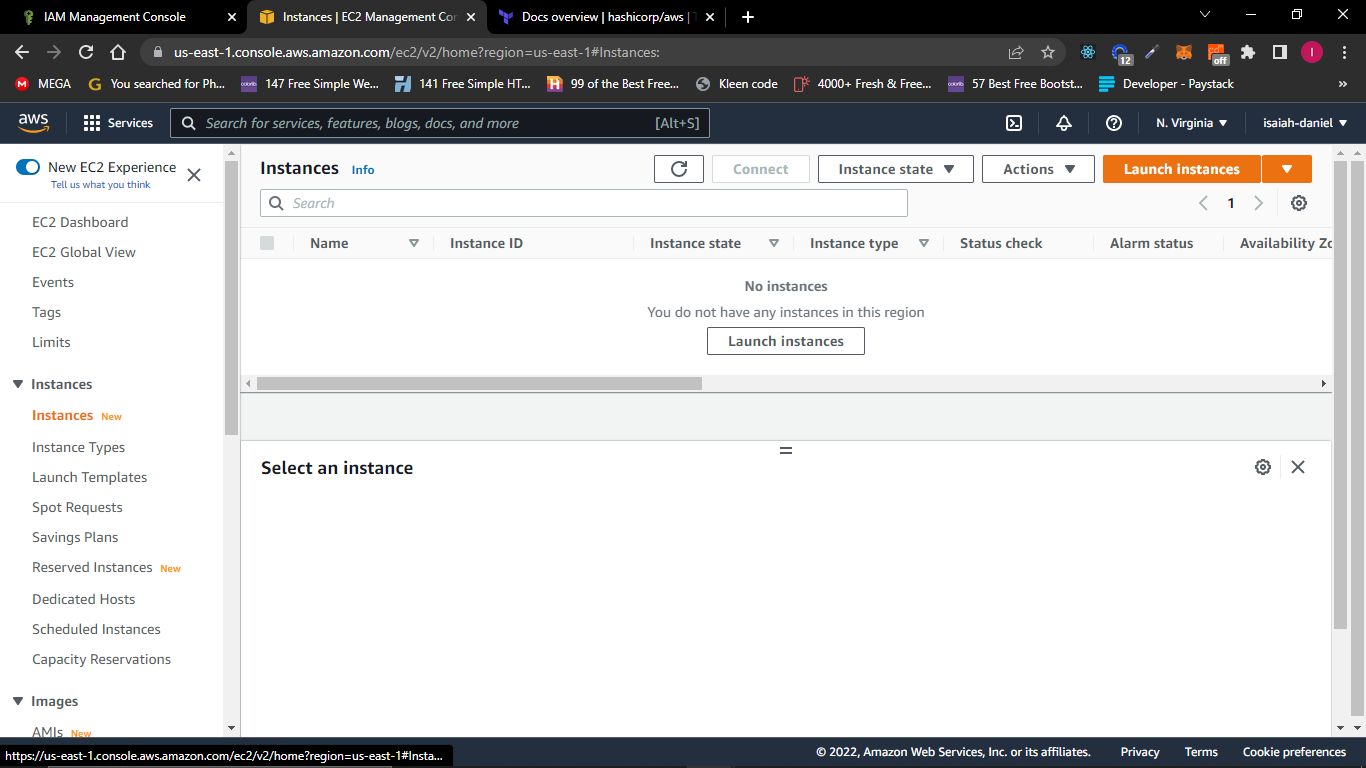 IAM Management Console
Instances | EC2 Management Con
Docs overview | hashicorp/aws | T
us-east-1.console.aws.amazon.com/ec2/v2/home?region=us-east-1#Instances:
12
off
I
MEGA
You searched for Ph...
147 Free Simple We...
141 Free Simple HT...
99 of the Best Free...
Kleen code
4000+ Fresh & Free...
57 Best Free Bootst...
Developer - Paystack
»
aws
Services
Search for services, features, blogs, docs, and more
[Alt+S]
N. Virginia
isaiah-daniel
New EC2 Experience
Tell us what you think
EC2 Dashboard
EC2 Global View
Events
Tags
Limits
Instances
Instances New
Instance Types
Launch Templates
Spot Requests
Savings Plans
Reserved Instances New
Dedicated Hosts
Scheduled Instances
Capacity Reservations
Images
AMIs New
Instances Info
Connect
Instance state
Actions
Launch instances
Search
1
Name
Instance ID
Instance state
Instance type
Status check
Alarm status
Availability Zo
No instances
You do not have any instances in this region
Launch instances
Select an instance
https://us-east-1.console.aws.amazon.com/ec2/v2/home?region=us-east-1#Insta...
© 2022, Amazon Web Services, Inc. or its affiliates.
Privacy
Terms
Cookie preferences